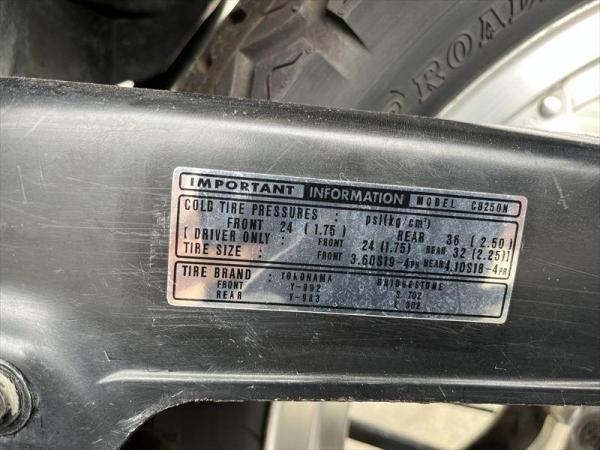 ROAD
IMPORTANT INFORMATION MODEL CB250N
COLD TIRE PRESSURES : psi(kg/cm²)
FRONT 24 (1.75) REAR 36 (2.50)
[DRIVER ONLY: FRONT 24 (1.75) REAR 32 (2.25)]
TIRE SIZE : FRONT 3.60S19-4PR REAR 4.10S18-4PR
TIRE BRAND : YOKOHAMA BRIDGESTONE
FRONT Y-992
REAR Y-983